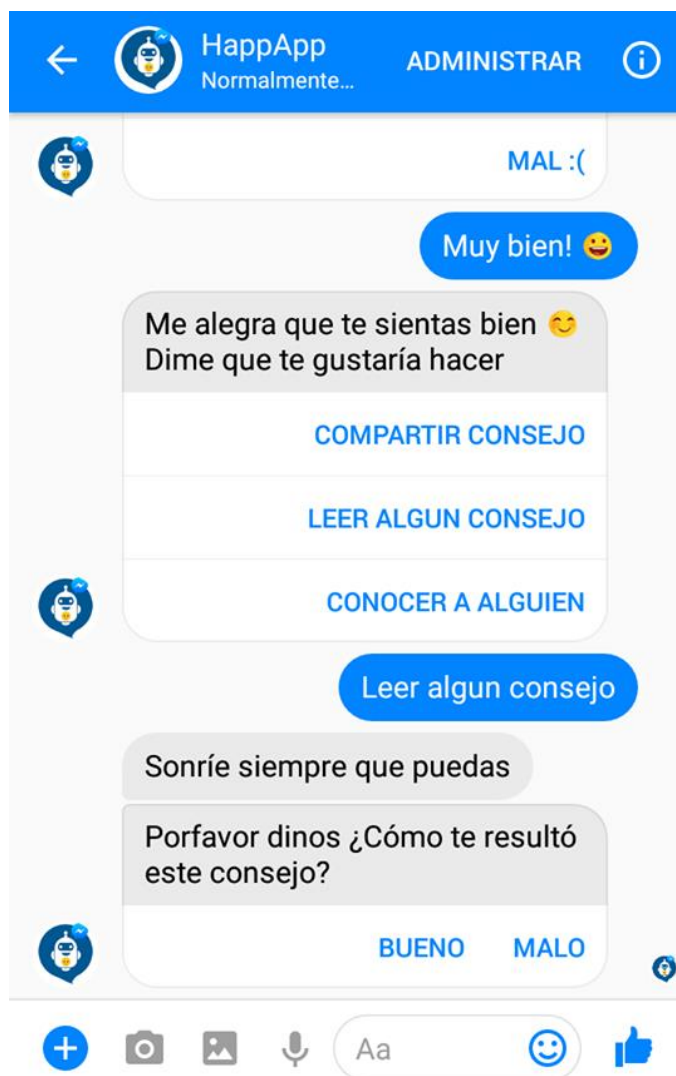 HappApp
Normalmente...
ADMINISTRAR
MAL :(
Muy bien! 😀
Me alegra que te sientas bien 😊
Dime que te gustaría hacer
COMPARTIR CONSEJO
LEER ALGUN CONSEJO
CONOCER A ALGUIEN
Leer algun consejo
Sonríe siempre que puedas
Porfavor dinos ¿Cómo te resultó
este consejo?
BUENO MALO
Aa